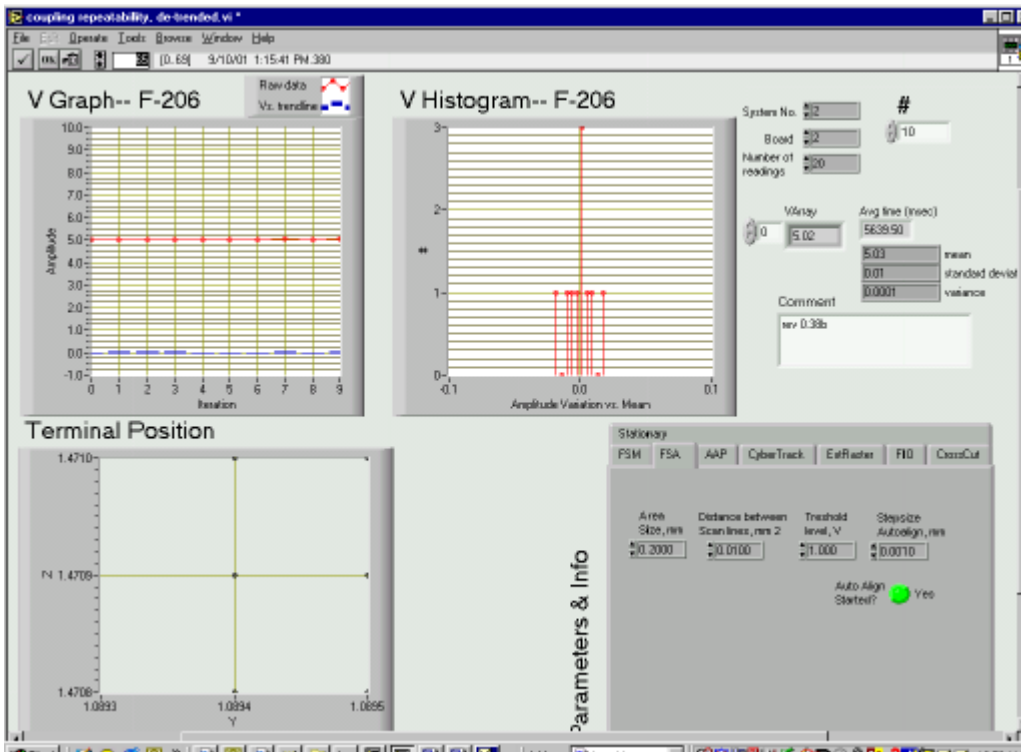 coupling repeatability, de-trended.vi *
File Edit Operate Tools Browse Window Help
65 [0..69] 9/10/01 1:15:41 PM.380
V Graph-- F-206
Raw data
Vs. trendline
10.0
9.0
8.0
7.0
6.0
5.0
4.0
3.0
2.0
1.0
0.0
-1.0
Amplitude
0 1 2 3 4 5 6 7 8 9
Iteration
V Histogram-- F-206
3
2
1
0
#
-0.1 0.0 0.1
Amplitude Variation vs. Mean
System No. 2
#
10
Board 2
Number of
readings 20
VArray
0 5.02
Avg time (msec)
5639.50
5.03 mean
0.01 standard deviat
0.0001 variance
Comment
rev 0.38b
Terminal Position
1.4710
Z 1.4709
1.4708
1.0893 1.0894 1.0895
Y
Parameters & Info
Stationary
FSM FSA AAP CyberTrack ExtRaster FIO CrossCut
Area
Size, mm
0.2000
Distance between
Scan lines, mm 2
0.0100
Treshold
level, V
1.000
Stepsize
Autoalign, mm
0.0010
Auto Align
Started? Yes